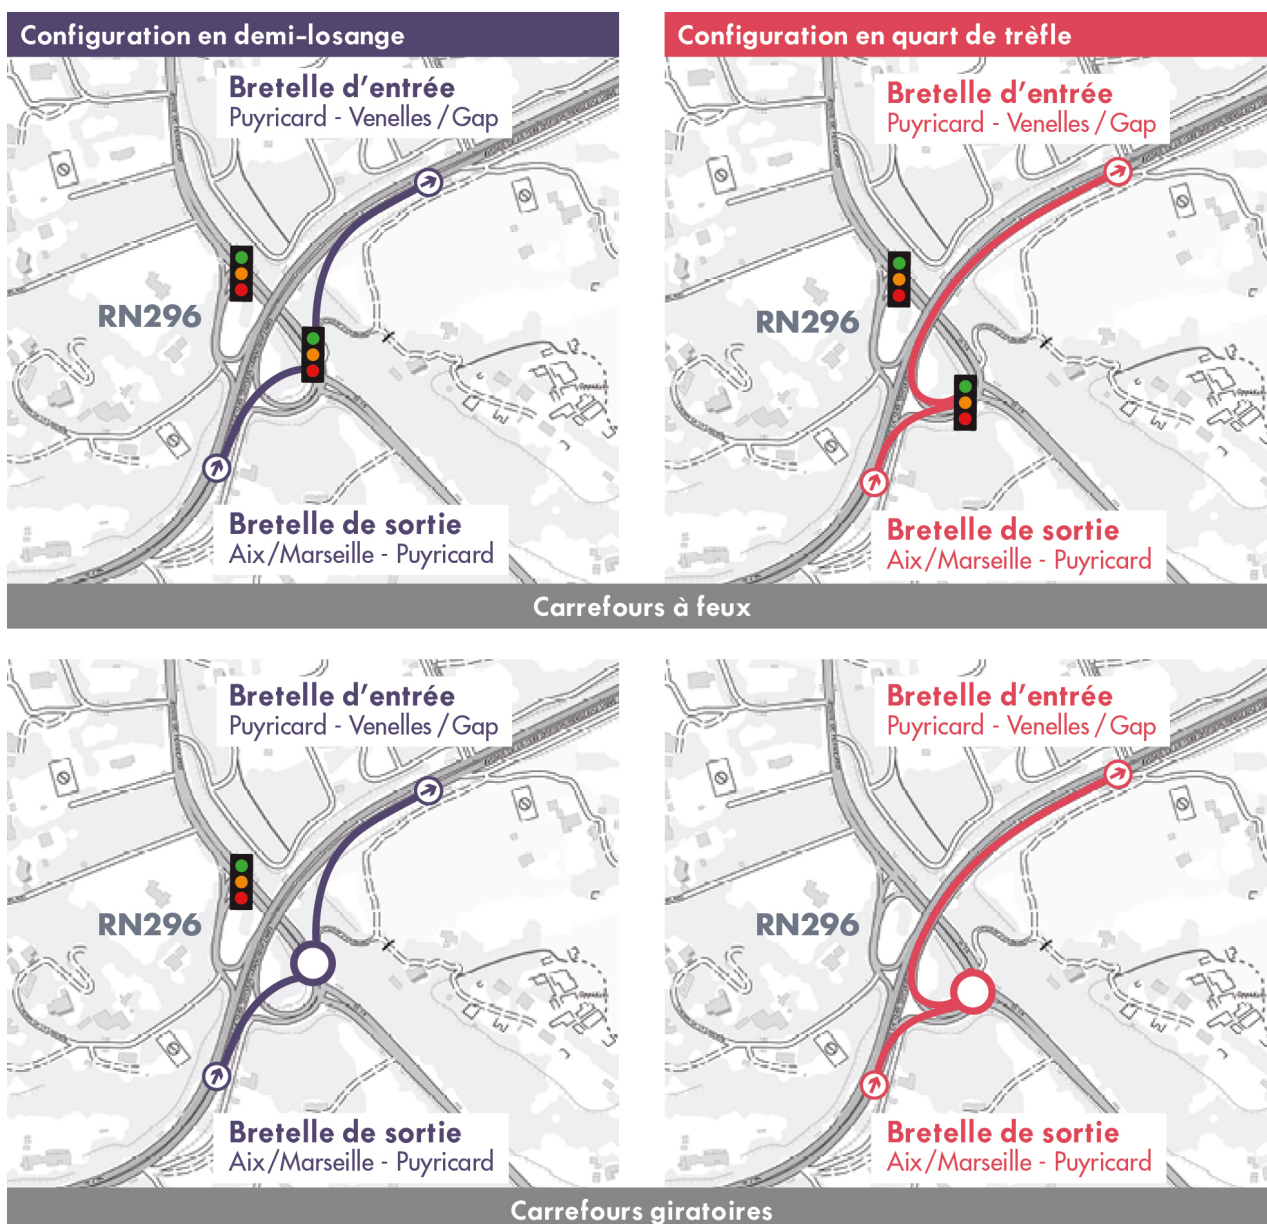 Configuration en demi-losange
Configuration en quart de trèfle
Bretelle d'entrée
Puyricard - Venelles / Gap
RN296
Bretelle de sortie
Aix/Marseille - Puyricard
Bretelle d'entrée
Puyricard - Venelles / Gap
RN296
Bretelle de sortie
Aix/Marseille - Puyricard
Carrefours à feux
Bretelle d'entrée
Puyricard - Venelles / Gap
RN296
Bretelle de sortie
Aix/Marseille - Puyricard
Bretelle d'entrée
Puyricard - Venelles / Gap
RN296
Bretelle de sortie
Aix/Marseille - Puyricard
Carrefours giratoires